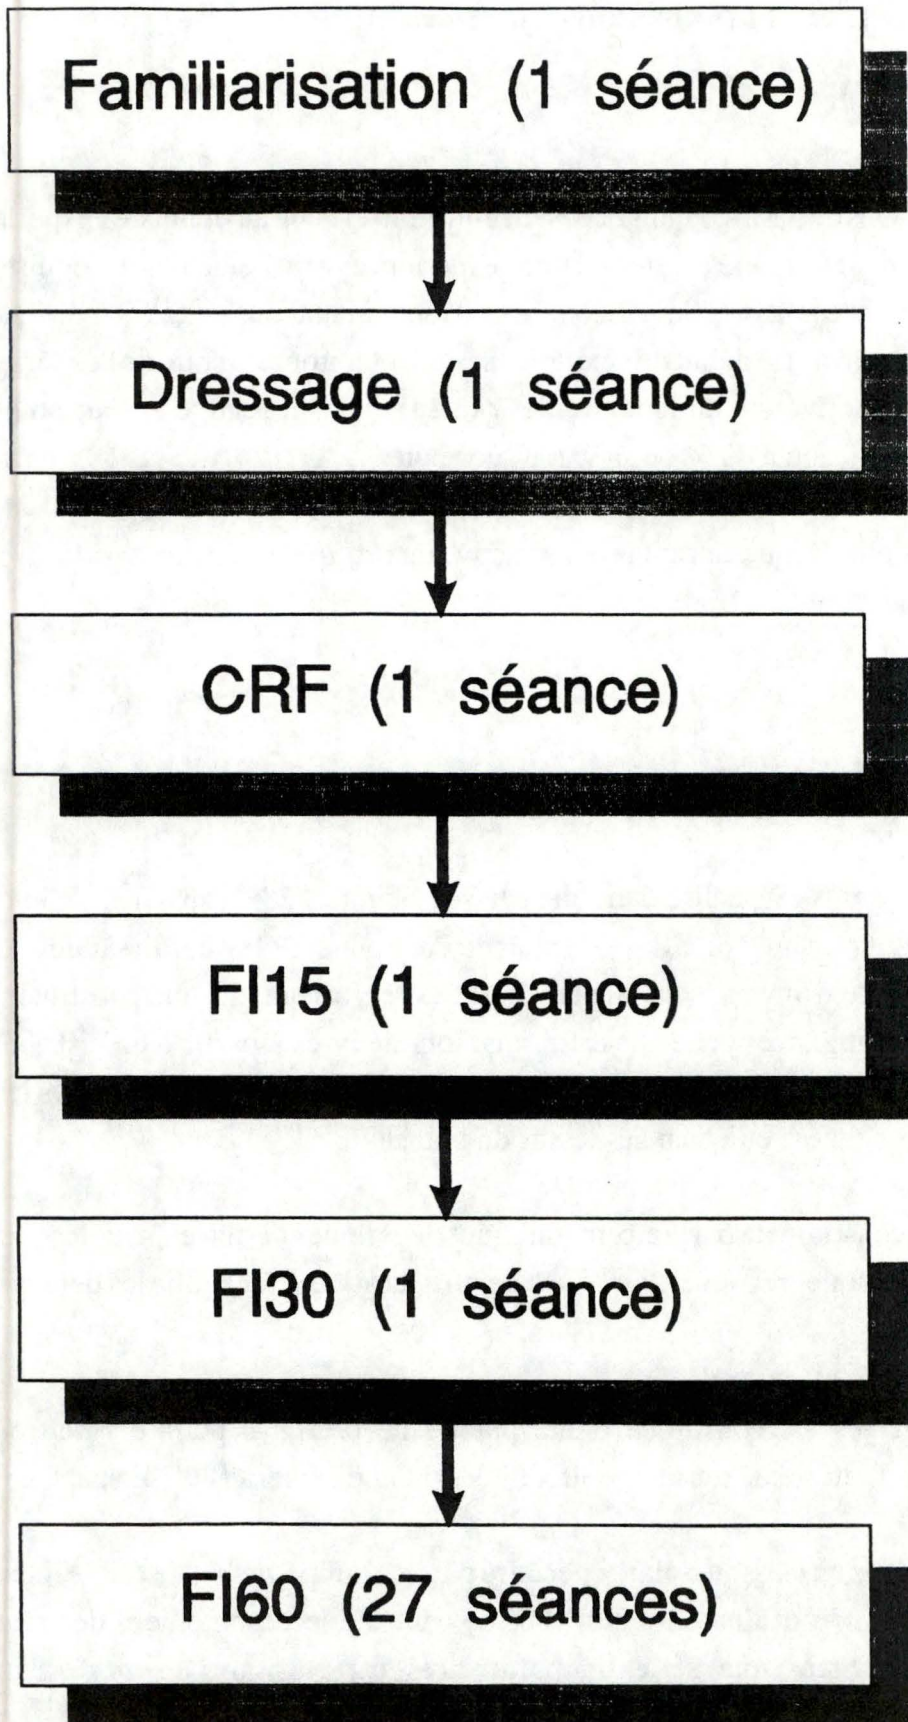 Familiarisation (1 séance)
Dressage (1 séance)
CRF (1 séance)
FI15 (1 séance)
FI30 (1 séance)
FI60 (27 séances)